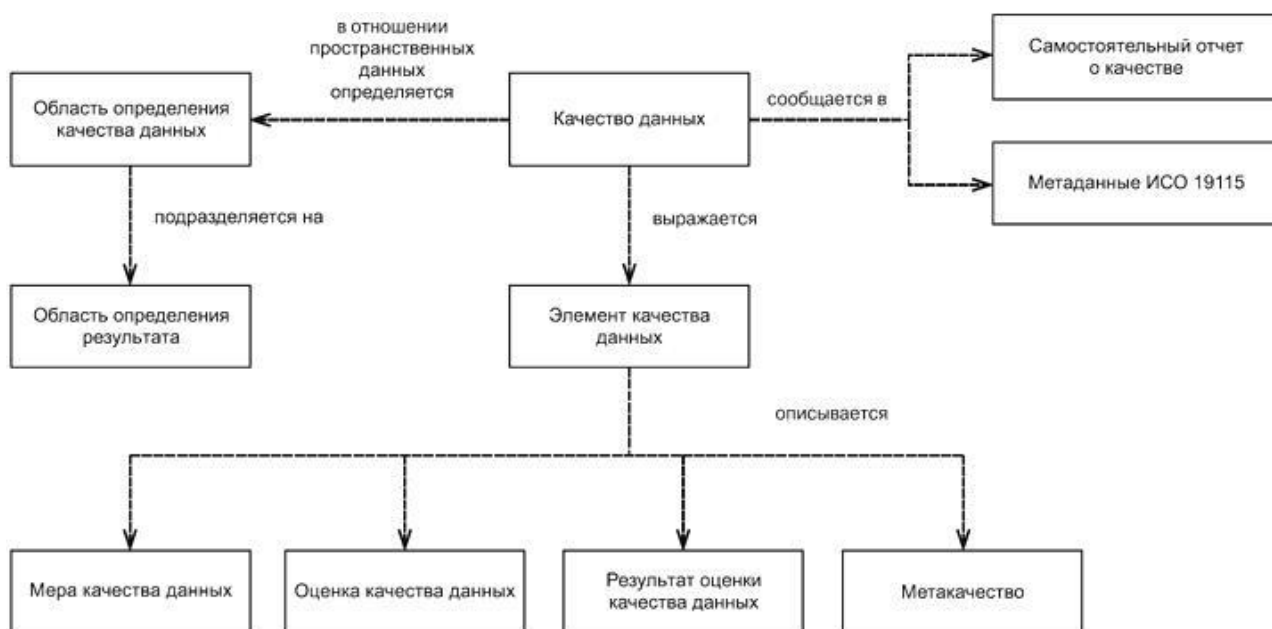 в отношении
пространственных
данных
определяется
Область определения
качества данных
Качество данных
сообщается в
Самостоятельный отчет
о качестве
Метаданные ИСО 19115
подразделяется на
выражается
Область определения
результата
Элемент качества
данных
описывается
Мера качества данных
Оценка качества данных
Результат оценки
качества данных
Метакачество